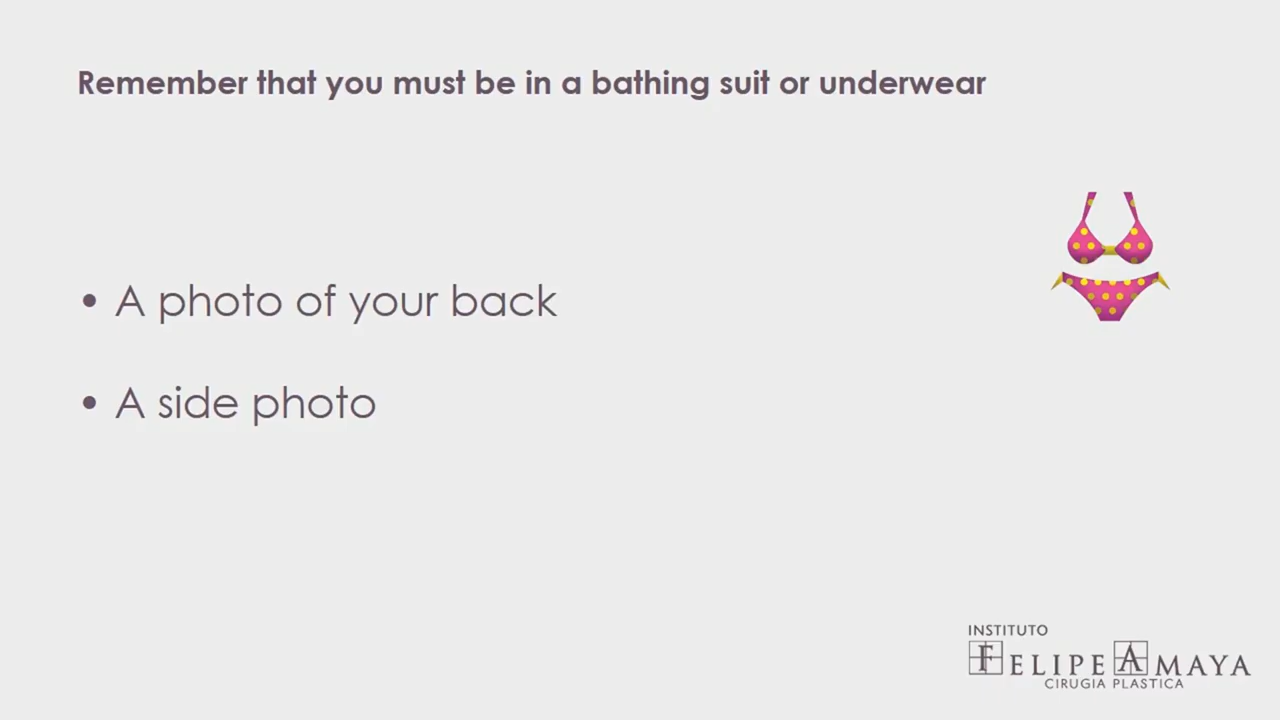 Remember that you must be in a bathing suit or underwear
• A photo of your back
• A side photo
INSTITUTO
FELIPE AMAYA
CIRUGIA PLASTICA